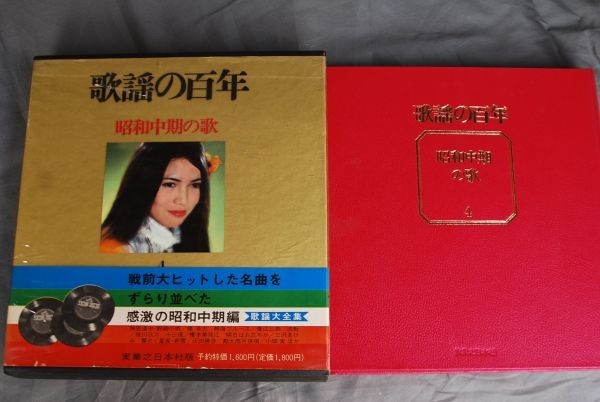 歌謡の百年
昭和中期の歌
4
戦前大ヒットした名曲を
ずらり並べた
感激の昭和中期編
歌謡大全集
実業之日本社版 予約特価1,600円(定価1,800円)
歌謡の百年
昭和中期
の歌
4